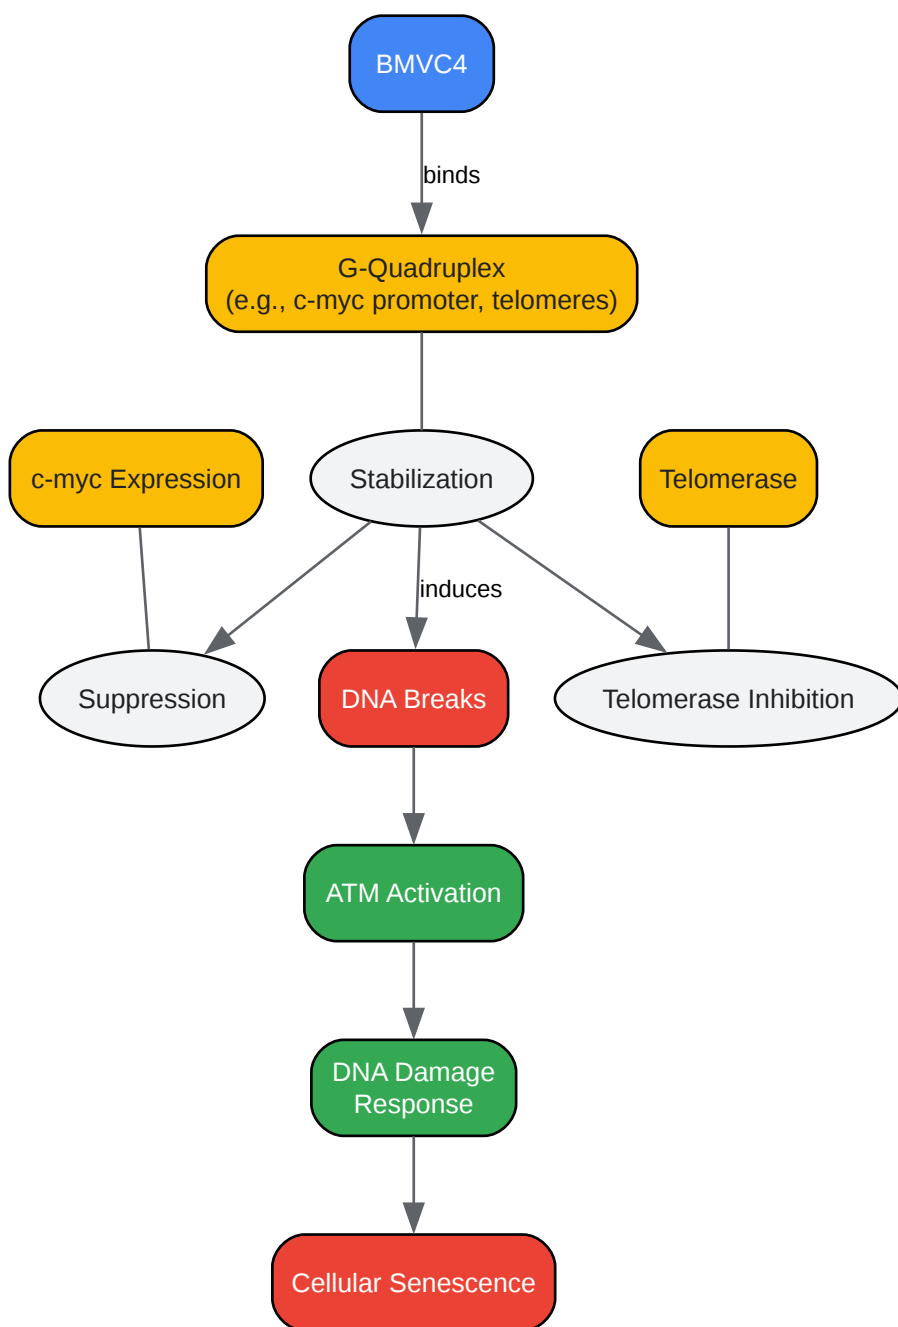 BMVC4
binds
G-Quadruplex
(e.g., c-myc promoter, telomeres)
c-myc Expression
Stabilization
Telomerase
induces
Suppression
DNA Breaks
Telomerase Inhibition
ATM Activation
DNA Damage
Response
Cellular Senescence